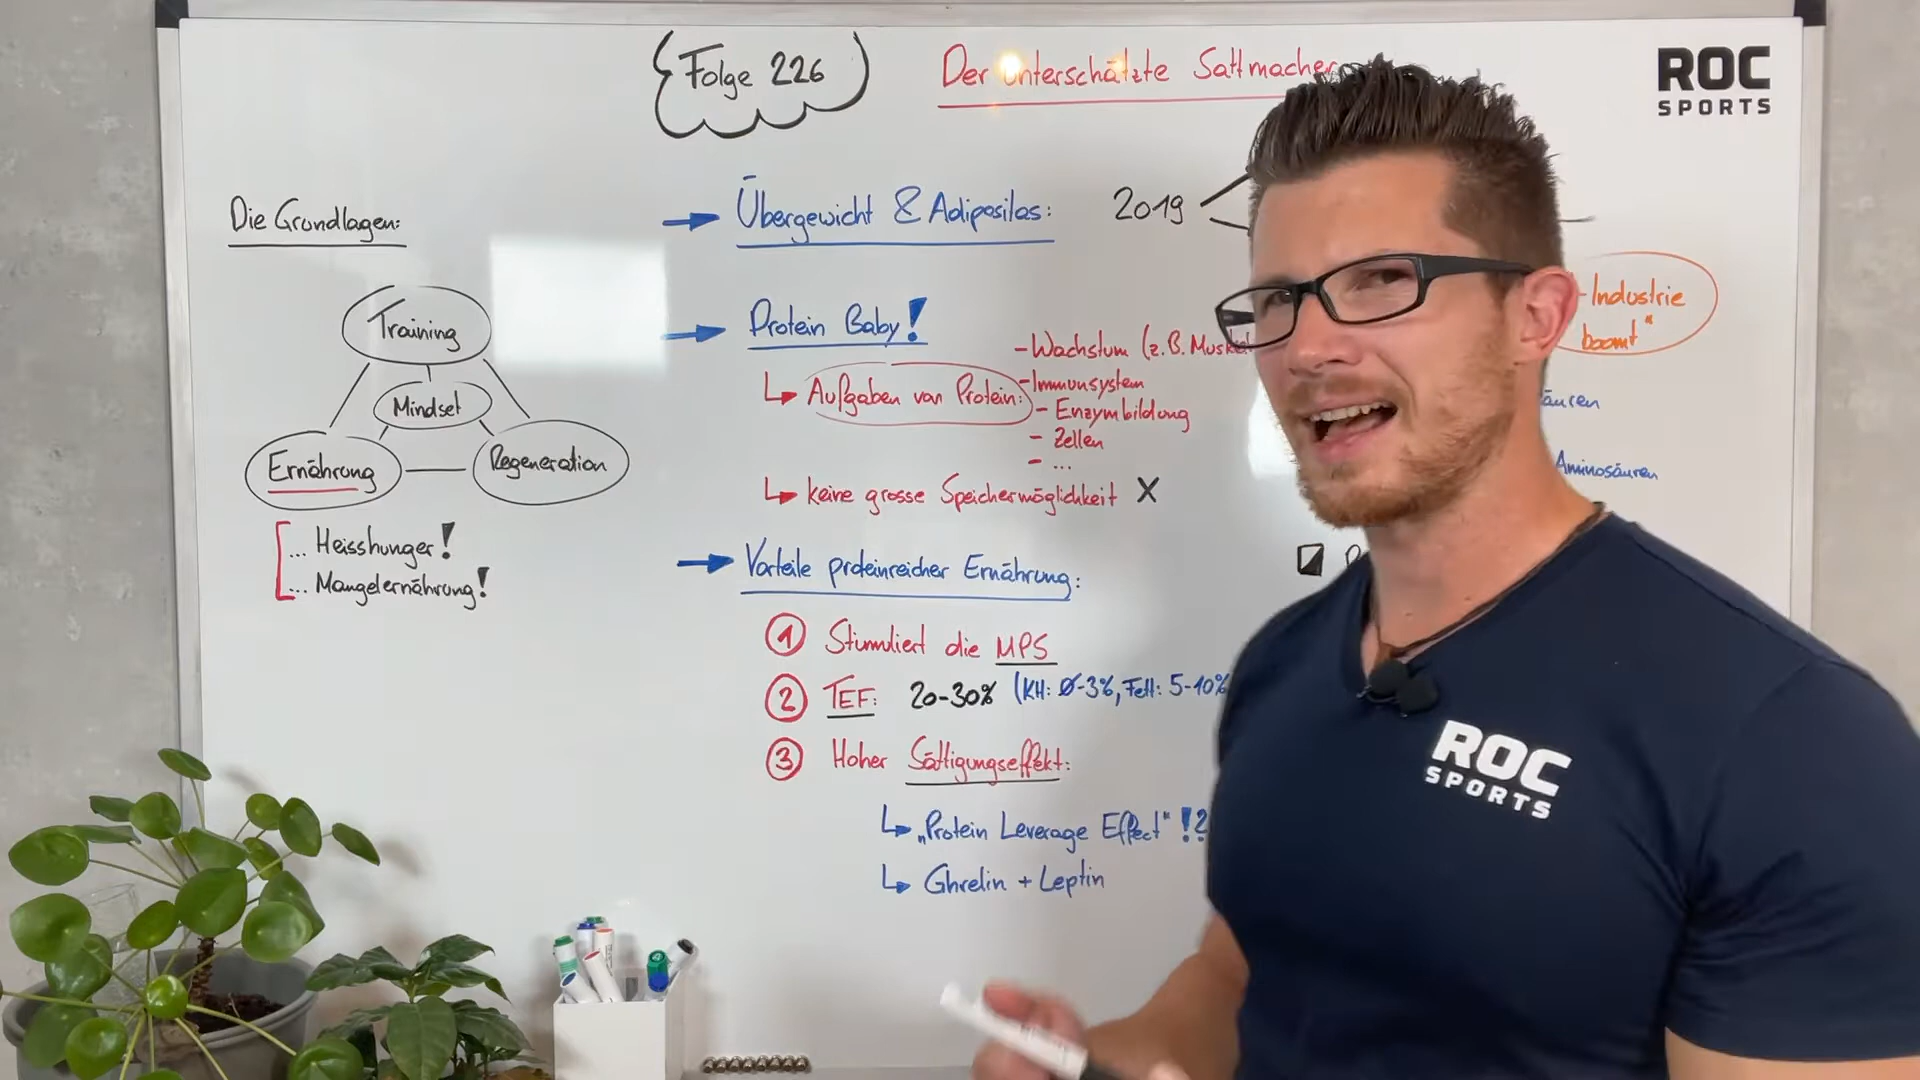 Folge 226
Der unterschätzte Sattmacher
ROC
SPORTS
Die Grundlagen:
Training
Mindset
Ernährung
Regeneration
... Heisshunger!
... Mangelernährung!
Übergewicht & Adipositas:
2019
Protein Baby!
Aufgaben von Protein:
- Wachstum (z.B.
- Immunsystem
- Enzymbildung
- Zellen
- ...
keine grosse Speichermöglichkeit X
-Industrie
boomt"
äuren
Aminosäuren
Vorteile proteinreicher Ernährung:
1 Stimuliert die MPS
2 TEF: 20-30% (KH: Ø-3%, Fett: 5-10%
3 Hoher Sättigungseffekt:
„Protein Leverage Effect" !?
Ghrelin + Leptin
ROC
SPORTS